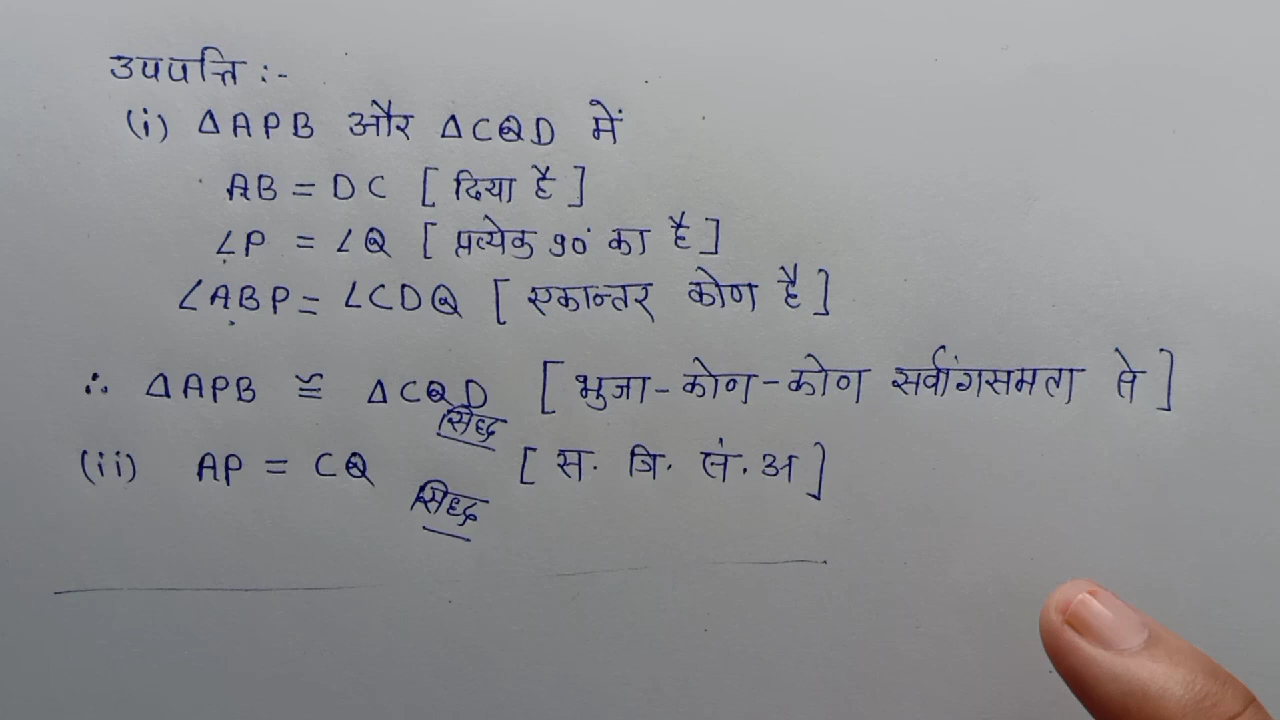 उपपत्ति :-
(i) ΔAPB और ΔCQD में
AB = DC [ दिया है ]
∠P = ∠Q [ प्रत्येक 90° का है ]
∠ABP = ∠CDQ [ एकान्तर कोण है ]
∴ ΔAPB ≅ ΔCQD [ भुजा-कोण-कोण सर्वांगसमता से ]
सिद्ध
(ii) AP = CQ [ स. त्रि. सं. अ ]
सिद्ध